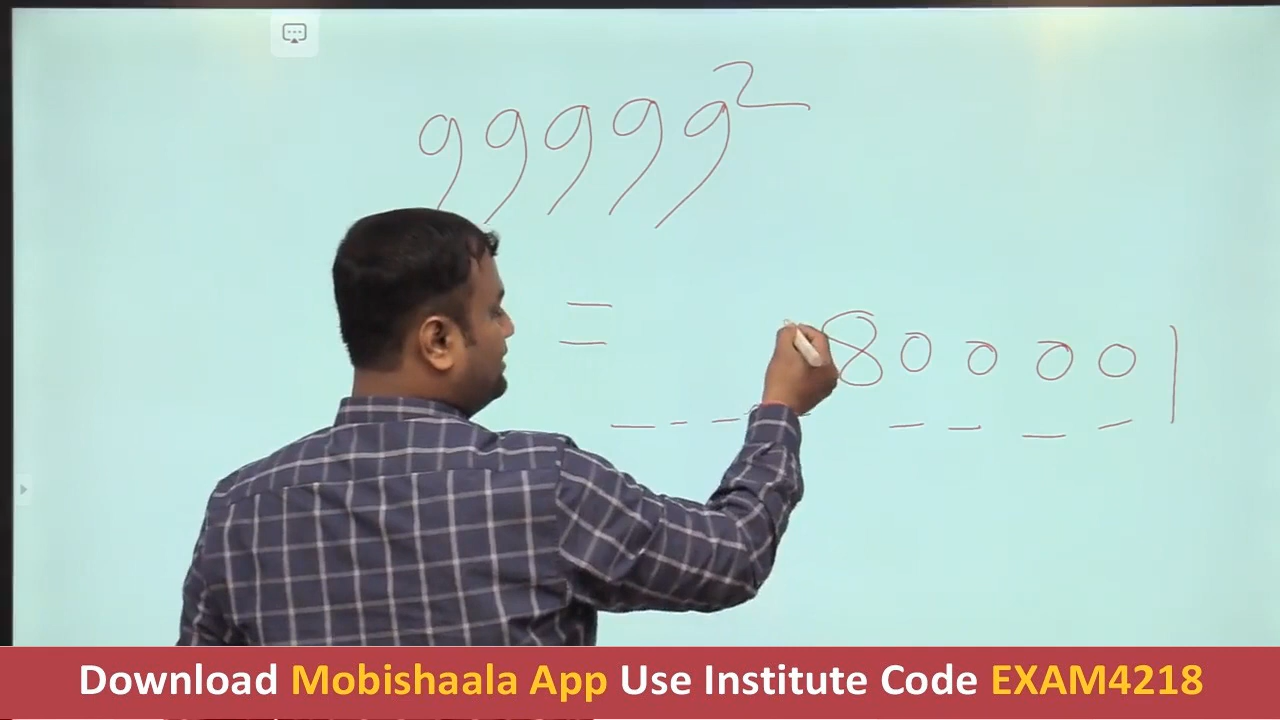 99999²
= 800001
Download Mobishaala App Use Institute Code EXAM4218